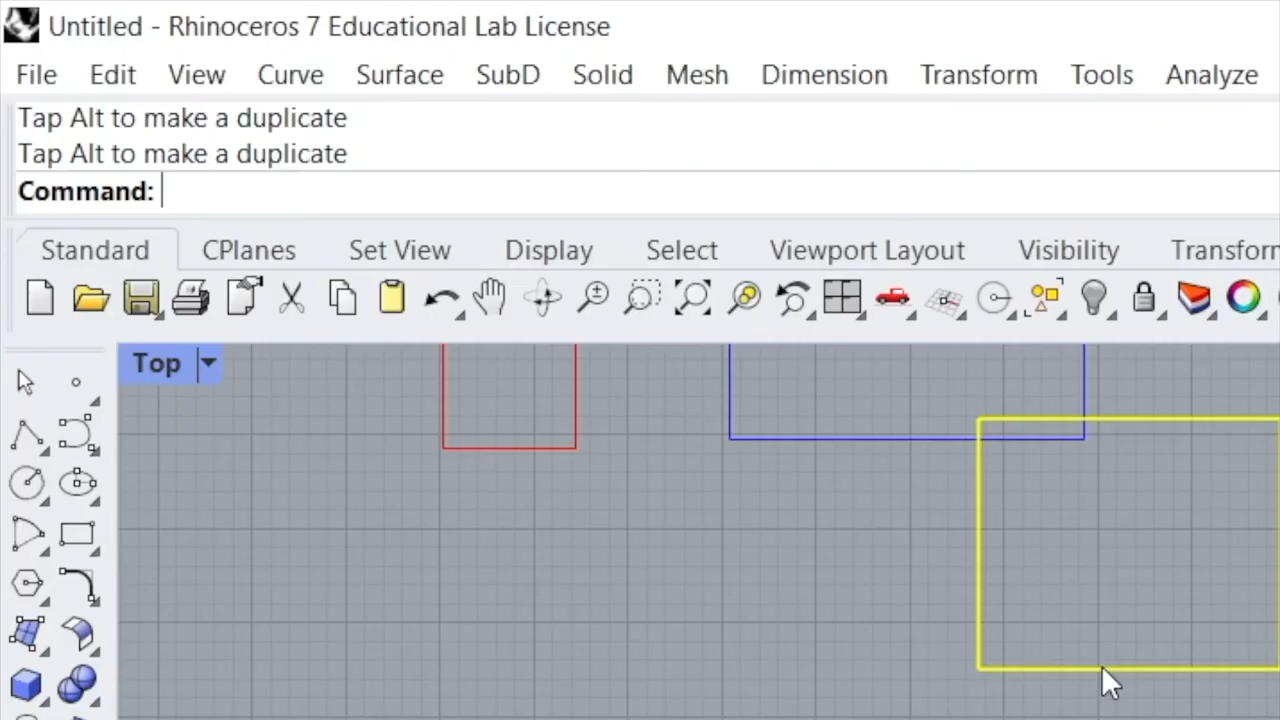 Untitled - Rhinoceros 7 Educational Lab License
File Edit View Curve Surface SubD Solid Mesh Dimension Transform Tools Analyze
Tap Alt to make a duplicate
Tap Alt to make a duplicate
Command:
Standard CPlanes Set View Display Select Viewport Layout Visibility Transform
Top